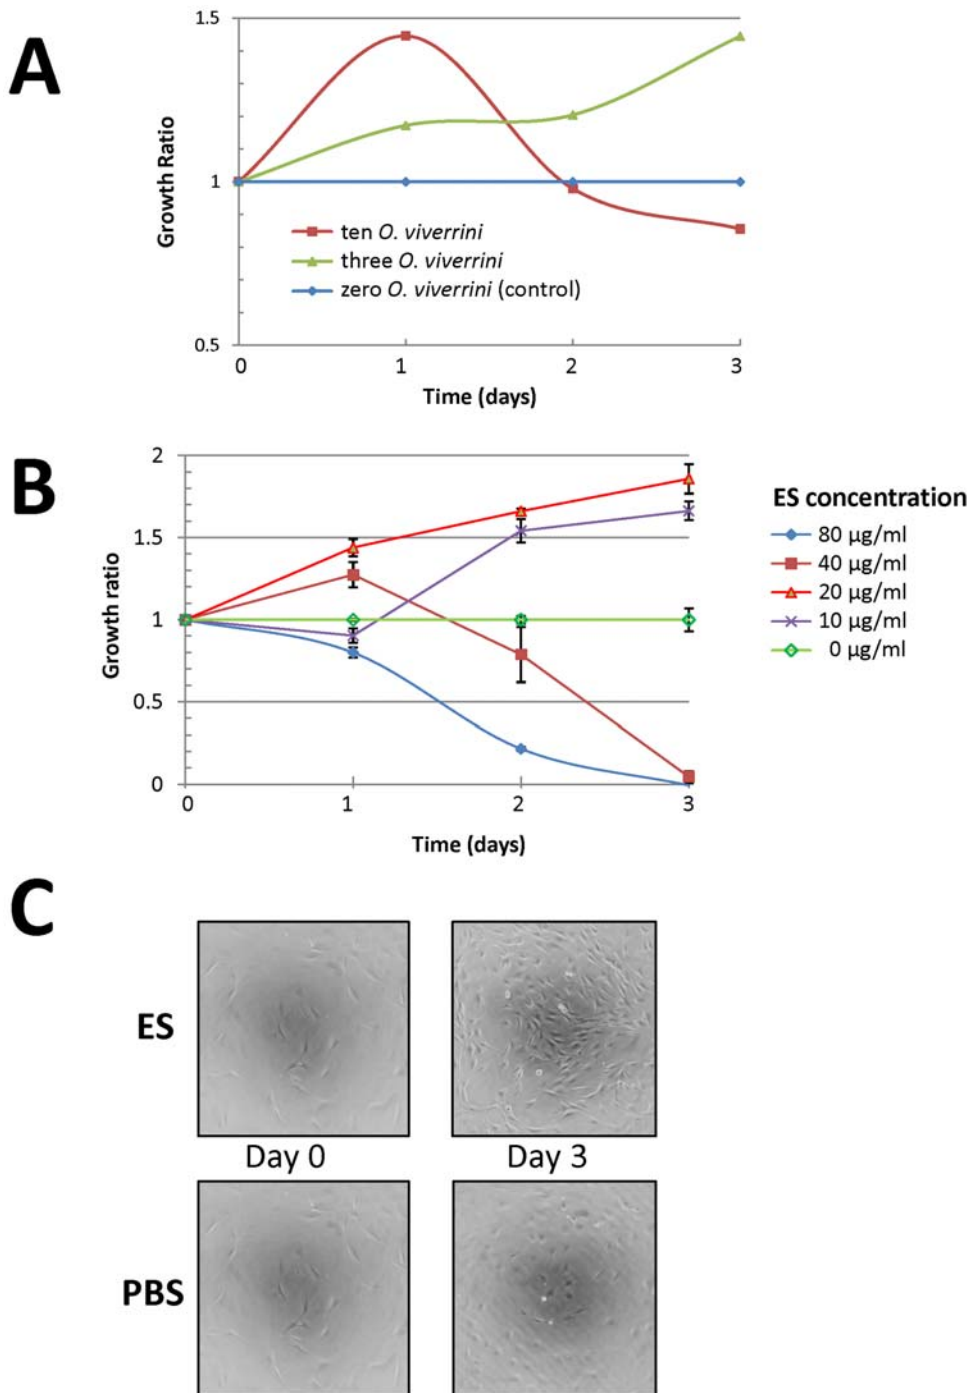 A
1.5
1
0.5
Growth Ratio
ten O. viverrini
three O. viverrini
zero O. viverrini (control)
0 1 2 3
Time (days)
B
2
1.5
1
0.5
0
Growth ratio
0 1 2 3
Time (days)
ES concentration
80 µg/ml
40 µg/ml
20 µg/ml
10 µg/ml
0 µg/ml
C
ES
Day 0 Day 3
PBS